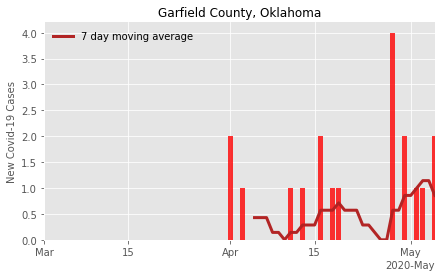 Garfield County, Oklahoma
7 day moving average
New Covid-19 Cases
4.0
3.5
3.0
2.5
2.0
1.5
1.0
0.5
0.0
Mar
15
Apr
15
May
2020-May